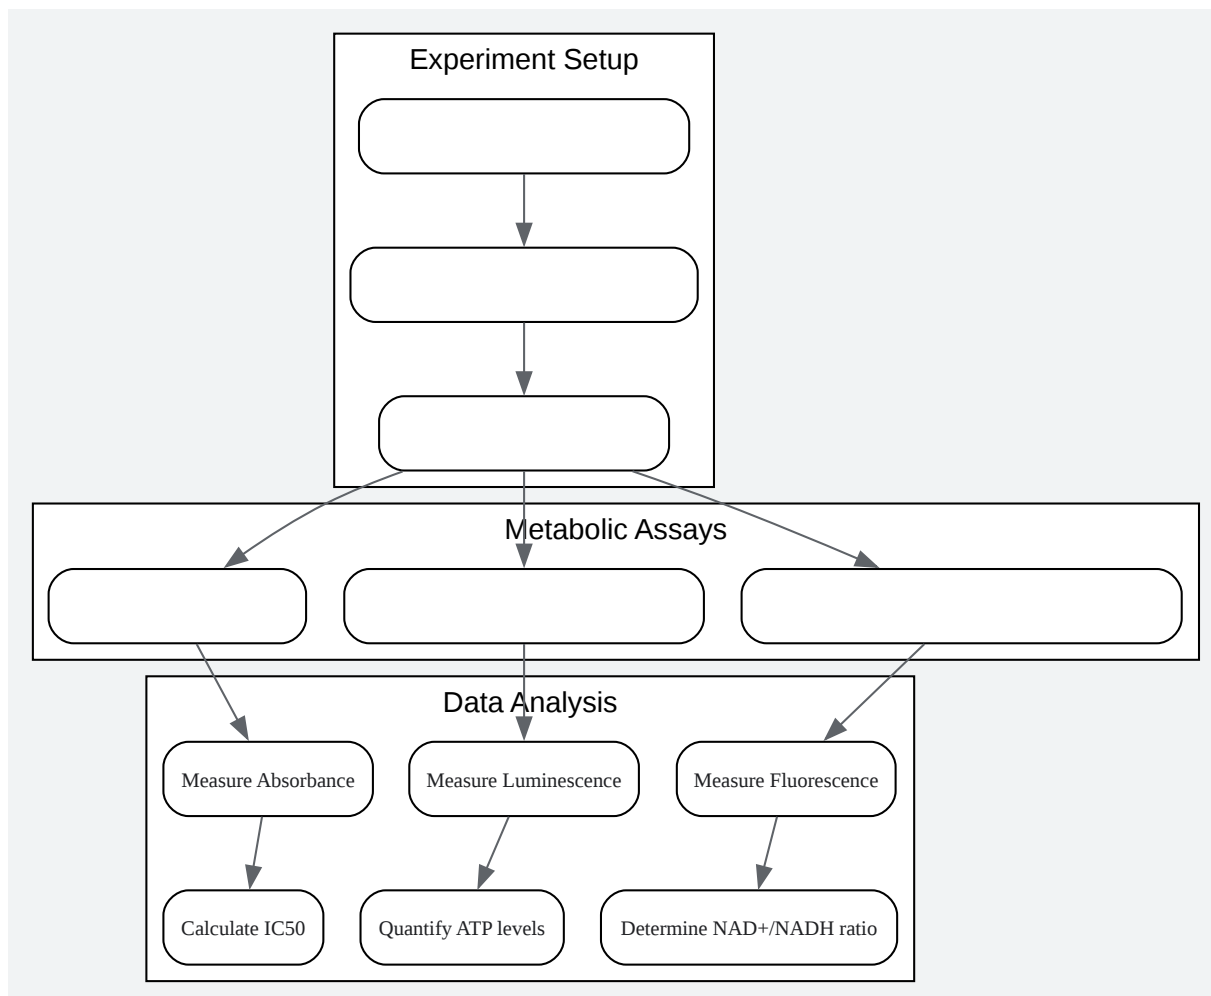 Experiment Setup
Metabolic Assays
Data Analysis
Measure Absorbance
Measure Luminescence
Measure Fluorescence
Calculate IC50
Quantify ATP levels
Determine NAD+/NADH ratio